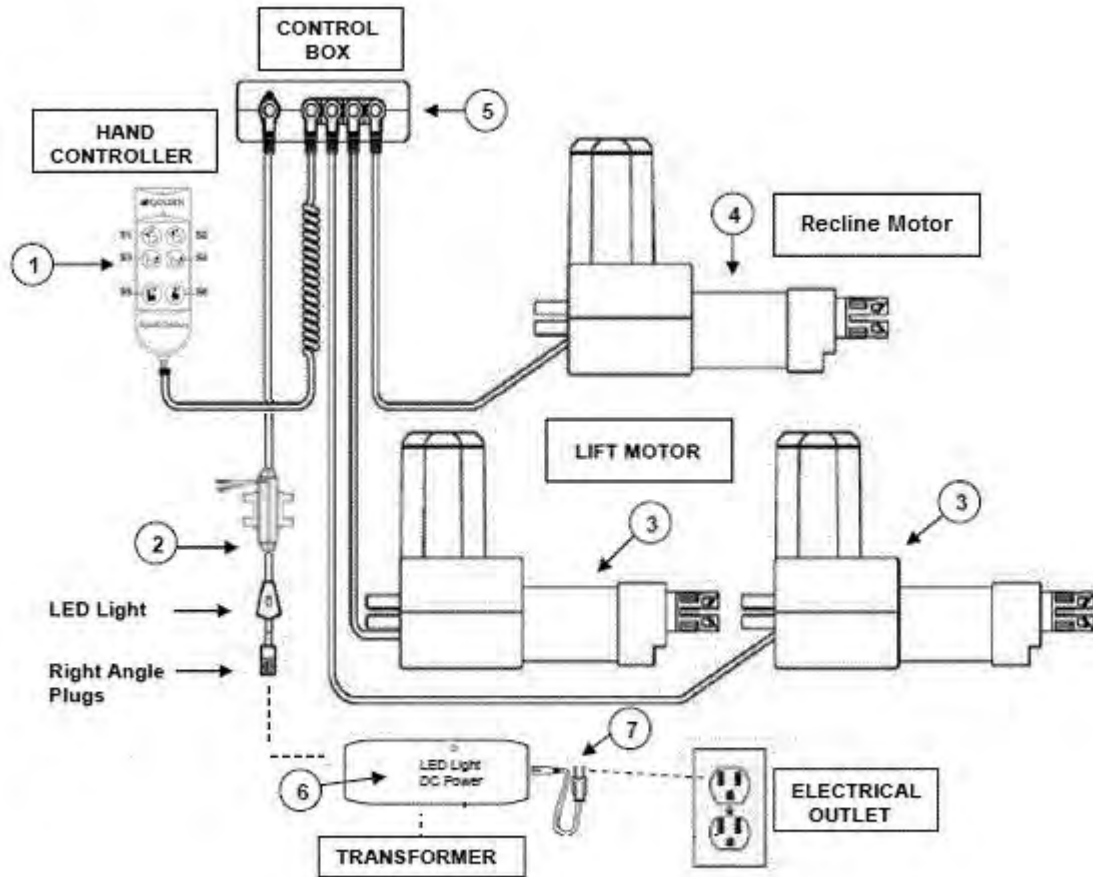 CONTROL
BOX
5
HAND
CONTROLLER
GOLDEN
4
Recline Motor
1
LIFT MOTOR
3
3
2
LED Light
Right Angle
Plugs
7
6
LED Light
DC Power
ELECTRICAL
OUTLET
TRANSFORMER